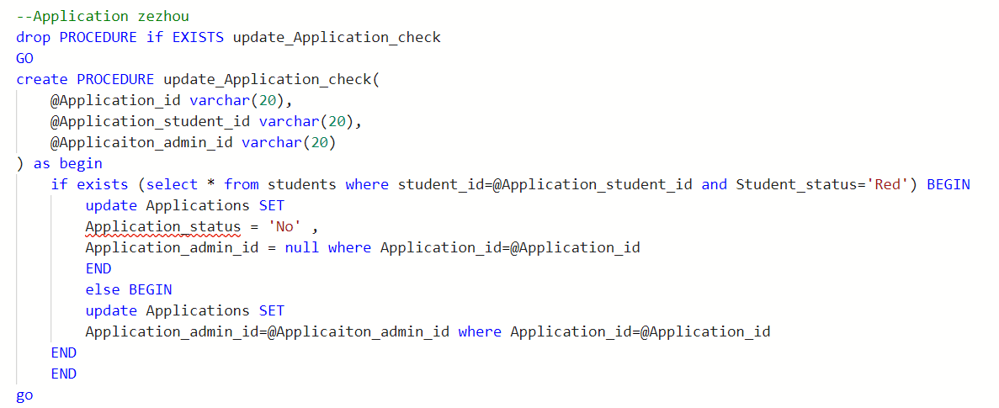 --Application zezhou
drop PROCEDURE if EXISTS update_Application_check
GO
create PROCEDURE update_Application_check(
    @Application_id varchar(20),
    @Application_student_id varchar(20),
    @Applicaiton_admin_id varchar(20)
) as begin
    if exists (select * from students where student_id=@Application_student_id and Student_status='Red') BEGIN
        update Applications SET
        Application_status = 'No' ,
        Application_admin_id = null where Application_id=@Application_id
        END
        else BEGIN
        update Applications SET
        Application_admin_id=@Applicaiton_admin_id where Application_id=@Application_id
    END
    END
go